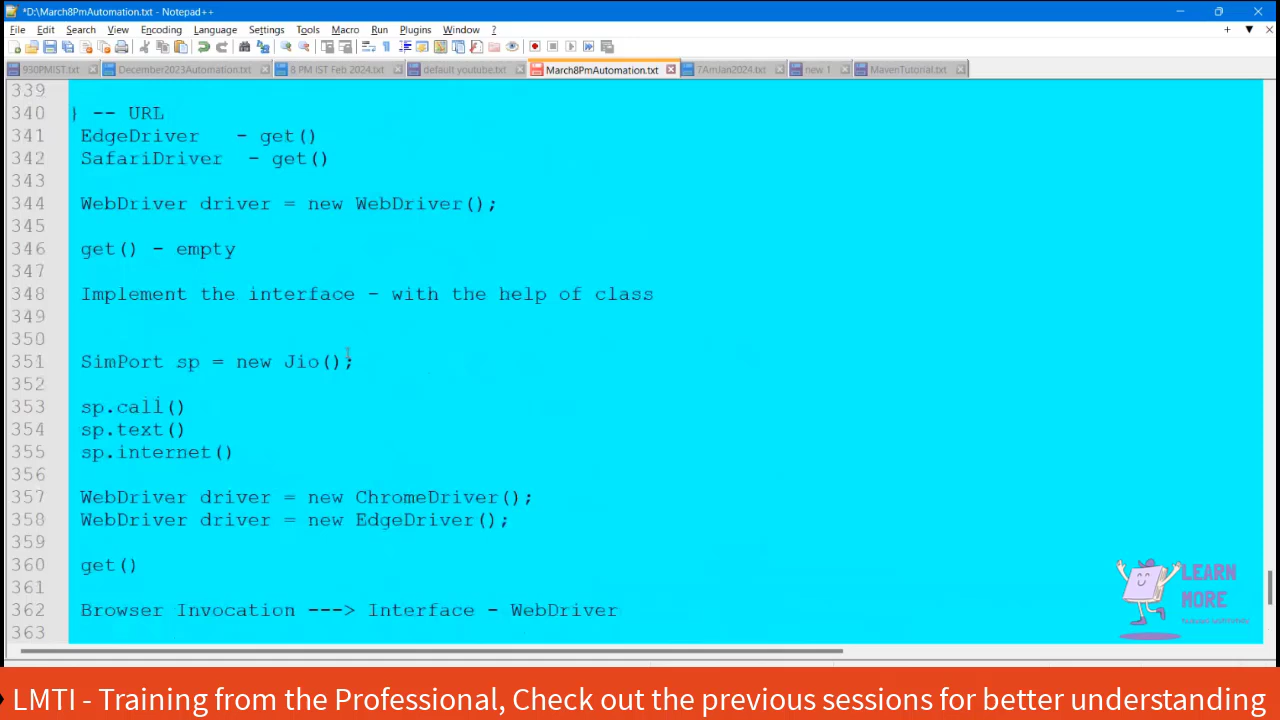 *D:\March8PmAutomation.txt - Notepad++
File Edit Search View Encoding Language Settings Tools Macro Run Plugins Window ?
930PMIST.txt December2023Automation.txt 8 PM IST Feb 2024.txt default youtube.txt March8PmAutomation.txt 7AmJan2024.txt new 1 MavenTutorial.txt
339
340 } -- URL
341 EdgeDriver - get()
342 SafariDriver - get()
343
344 WebDriver driver = new WebDriver();
345
346 get() - empty
347
348 Implement the interface - with the help of class
349
350
351 SimPort sp = new Jio();
352
353 sp.call()
354 sp.text()
355 sp.internet()
356
357 WebDriver driver = new ChromeDriver();
358 WebDriver driver = new EdgeDriver();
359
360 get()
361
362 Browser Invocation ---> Interface - WebDriver
363
LEARN
MORE
LMTI - Training from the Professional, Check out the previous sessions for better understanding